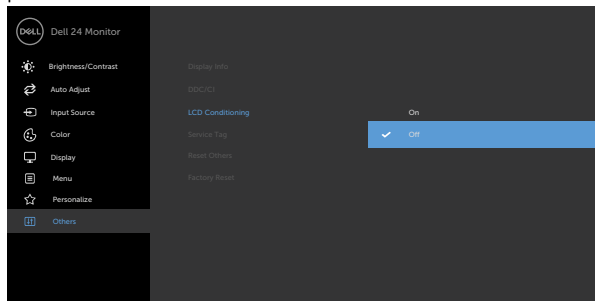 DELL Dell 24 Monitor
Brightness/Contrast
Auto Adjust
Input Source
Color
Display
Menu
Personalize
Others
Display Info
DDC/CI
LCD Conditioning
Service Tag
Reset Others
Factory Reset
On
Off